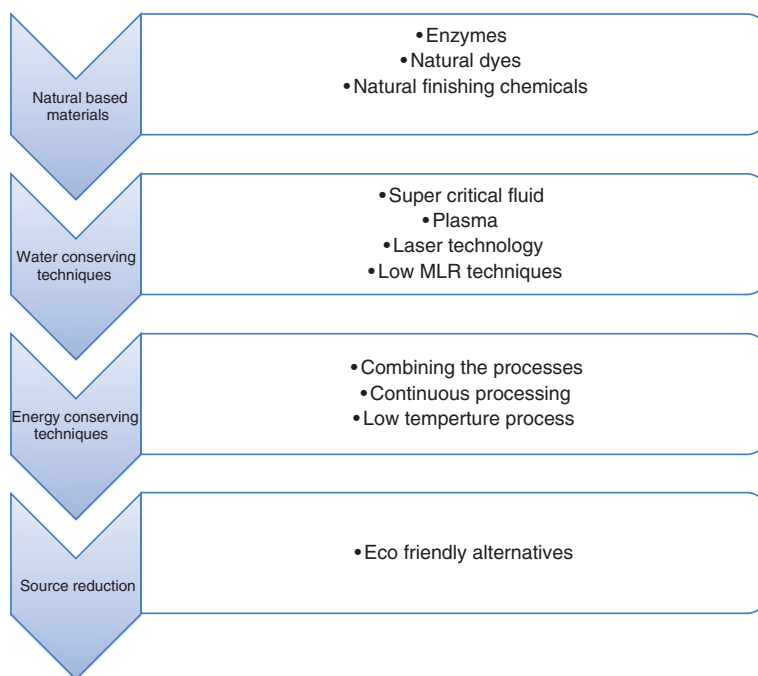 • Enzymes
• Natural dyes
• Natural finishing chemicals
Natural based
materials
• Super critical fluid
• Plasma
• Laser technology
• Low MLR techniques
Water conserving
techniques
• Combining the processes
• Continuous processing
• Low temperture process
Energy conserving
techniques
• Eco friendly alternatives
Source reduction